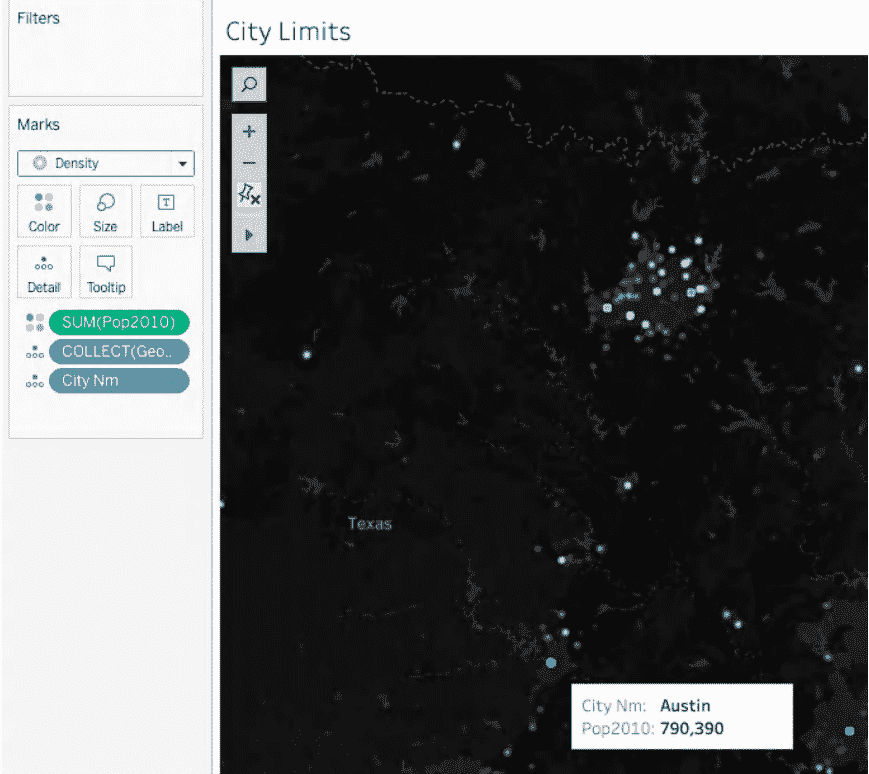 Filters
City Limits
Marks
Density
Color
Size
Label
Detail
Tooltip
SUM(Pop2010)
COLLECT(Geo..
City Nm
Texas
City Nm: Austin
Pop2010: 790,390